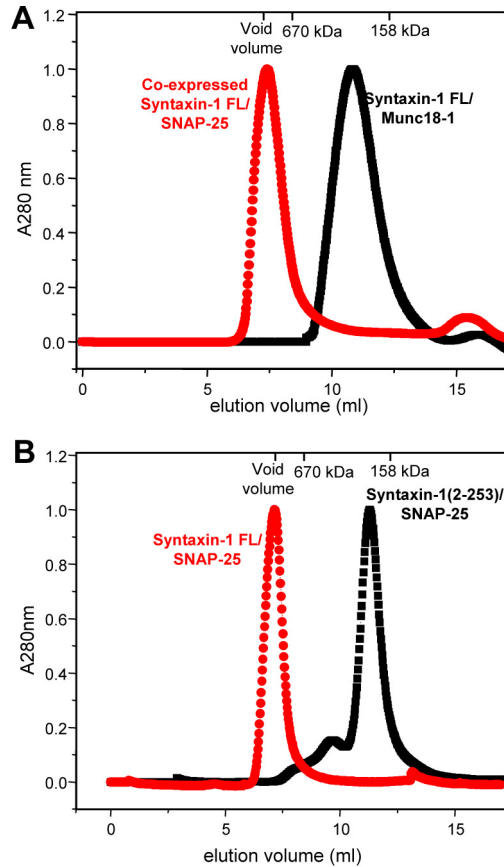 A
Void volume
670 kDa
158 kDa
1.2
1.0
0.8
0.6
0.4
0.2
0.0
A280 nm
Co-expressed
Syntaxin-1 FL/
SNAP-25
Syntaxin-1 FL/
Munc18-1
0
5
10
15
elution volume (ml)
B
Void
volume
670 kDa
158 kDa
1.2
1.0
0.8
0.6
0.4
0.2
0.0
A280nm
Syntaxin-1 FL/
SNAP-25
Syntaxin-1(2-253)/
SNAP-25
0
5
10
15
elution volume (ml)